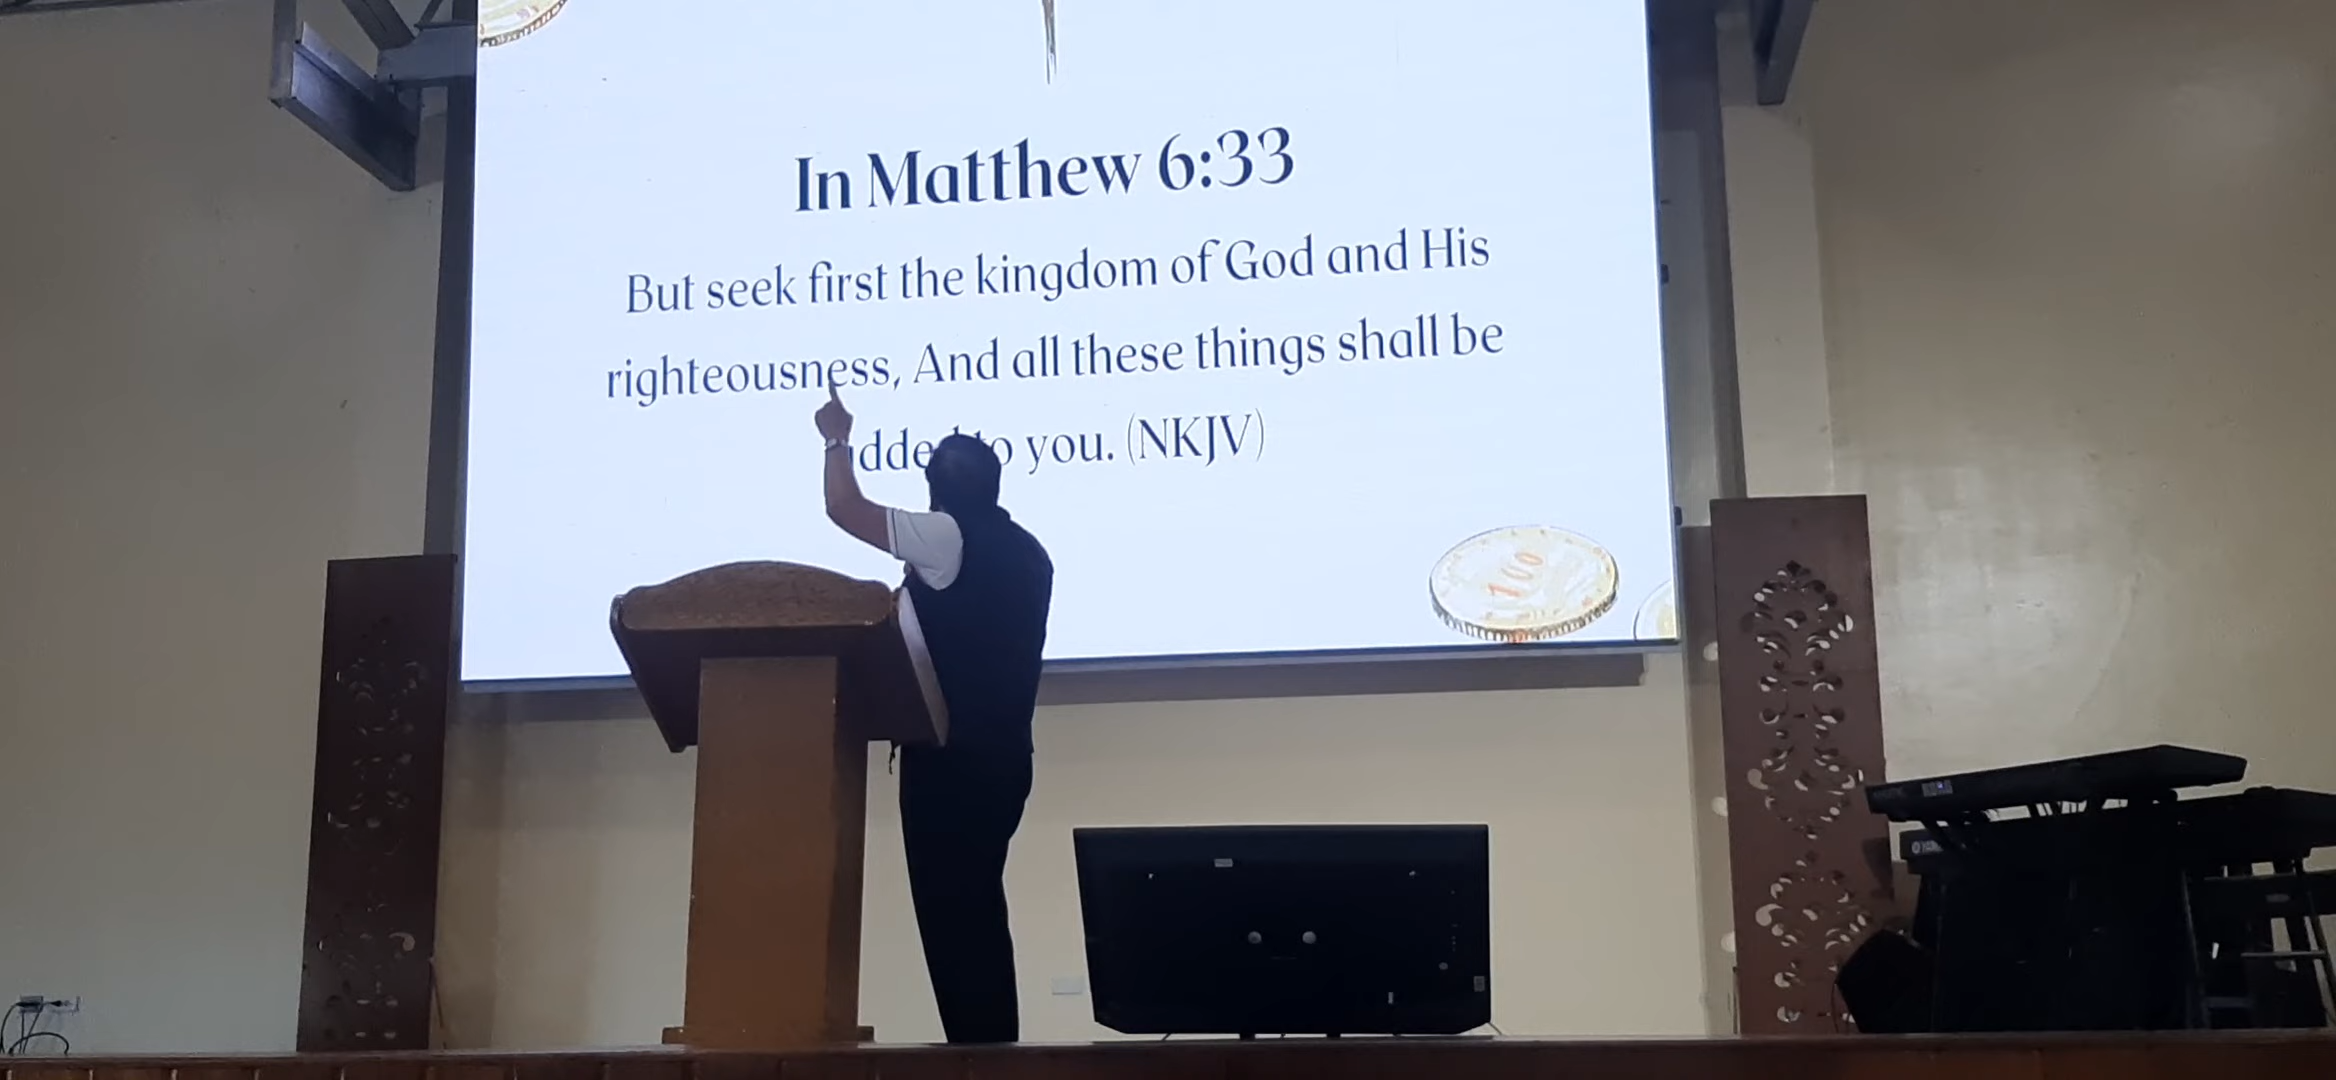 In Matthew 6:33
But seek first the kingdom of God and His
righteousness, And all these things shall be
you. (NKJV)
100